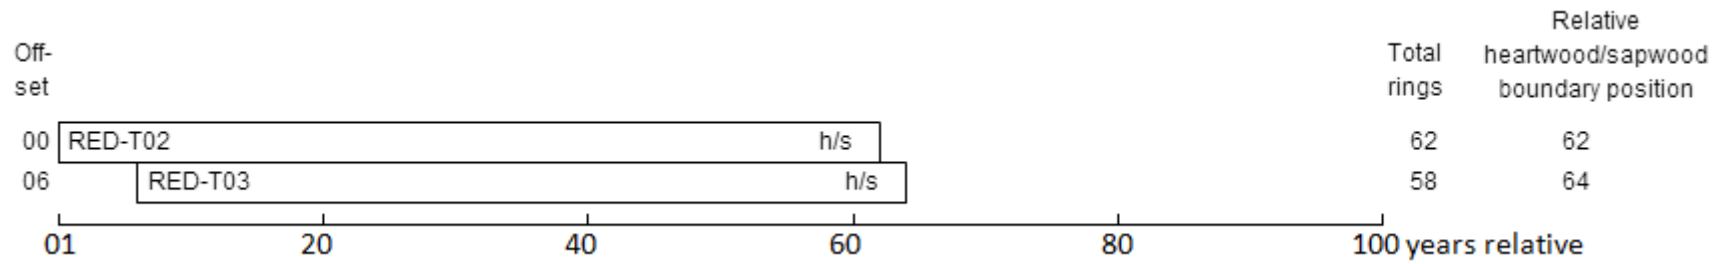 Relative
Off- Total heartwood/sapwood
set rings boundary position
00 RED-T02 h/s 62 62
06 RED-T03 h/s 58 64
01 20 40 60 80 100 years relative